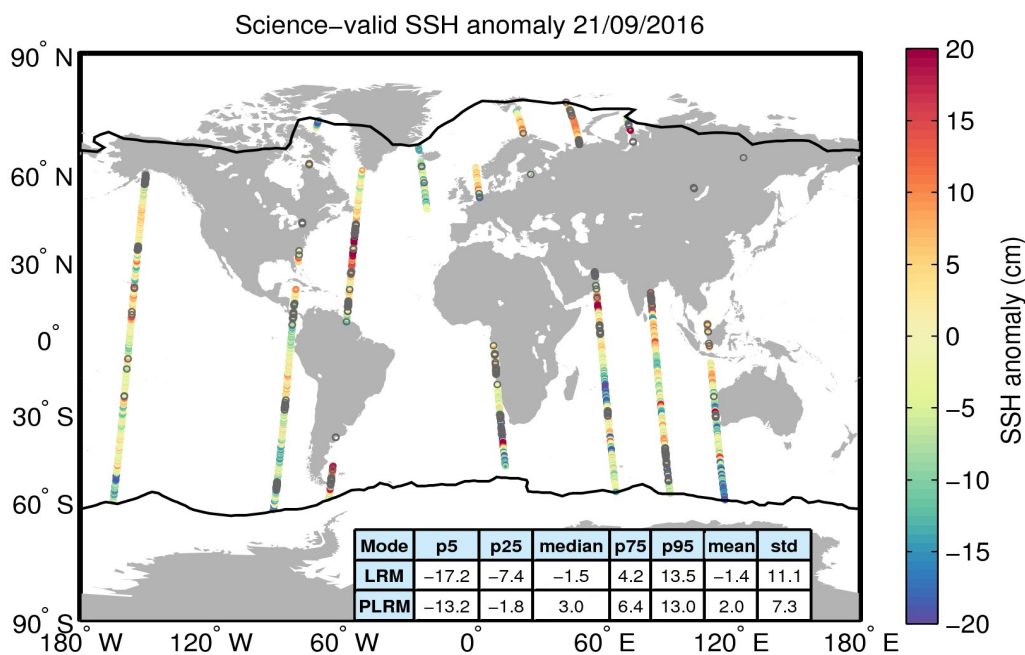 Science−valid SSH anomaly 21/09/2016
90° N
60° N
30° N
0°
30° S
60° S
90° S
180° W
120° W
60° W
0°
60° E
120° E
180° E
Mode p5 p25 median p75 p95 mean std
LRM −17.2 −7.4 −1.5 4.2 13.5 −1.4 11.1
PLRM −13.2 −1.8 3.0 6.4 13.0 2.0 7.3
20
15
10
5
0
−5
−10
−15
−20
SSH anomaly (cm)